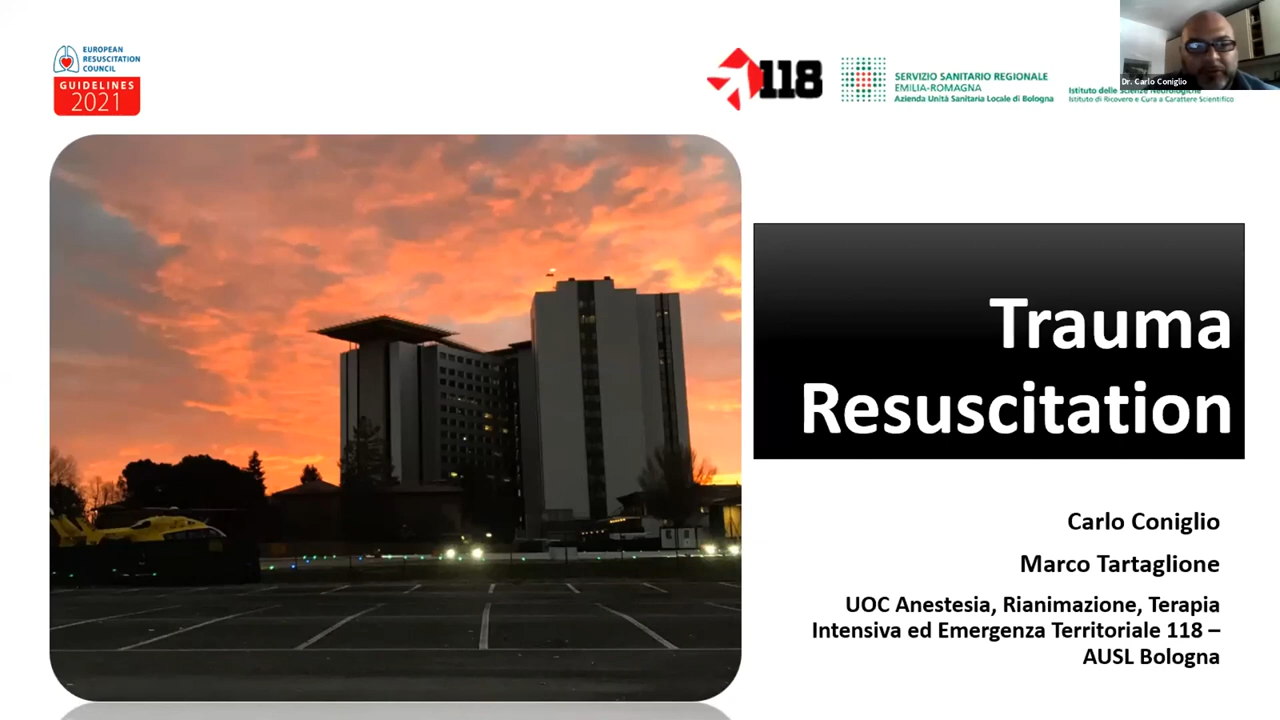 EUROPEAN
RESUSCITATION
COUNCIL
GUIDELINES
2021
118
SERVIZIO SANITARIO REGIONALE
EMILIA-ROMAGNA
Azienda Unità Sanitaria Locale di Bologna
Istituto delle Scienze Neurologiche
Istituto di Ricovero e Cura a Carattere Scientifico
Dr. Carlo Coniglio
Trauma
Resuscitation
Carlo Coniglio
Marco Tartaglione
UOC Anestesia, Rianimazione, Terapia
Intensiva ed Emergenza Territoriale 118 –
AUSL Bologna